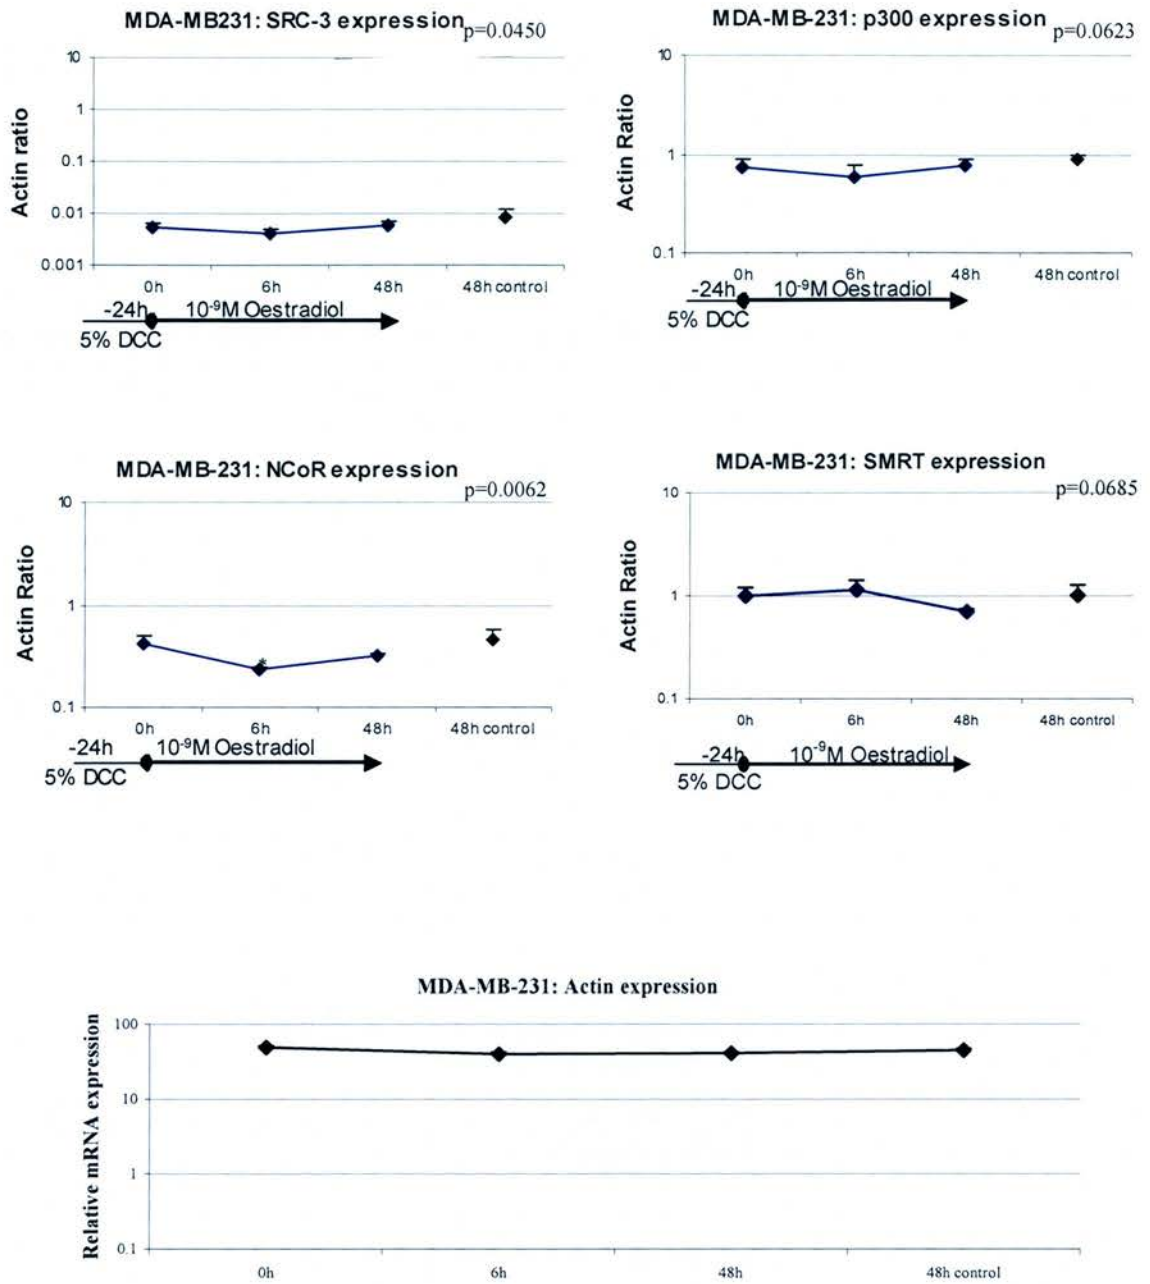 MDA-MB231: SRC-3 expression
p=0.0450
Actin ratio
10
1
0.1
0.01
0.001
0h 6h 48h 48h control
-24h 10-9M Oestradiol
5% DCC
MDA-MB-231: p300 expression
p=0.0623
Actin Ratio
10
1
0.1
0h 6h 48h 48h control
-24h 10-9M Oestradiol
5% DCC
MDA-MB-231: NCoR expression
p=0.0062
Actin Ratio
10
1
0.1
*
0h 6h 48h 48h control
-24h 10-9M Oestradiol
5% DCC
MDA-MB-231: SMRT expression
p=0.0685
Actin Ratio
10
1
0.1
0h 6h 48h 48h control
-24h 10-9M Oestradiol
5% DCC
MDA-MB-231: Actin expression
Relative mRNA expression
100
10
1
0.1
0h 6h 48h 48h control